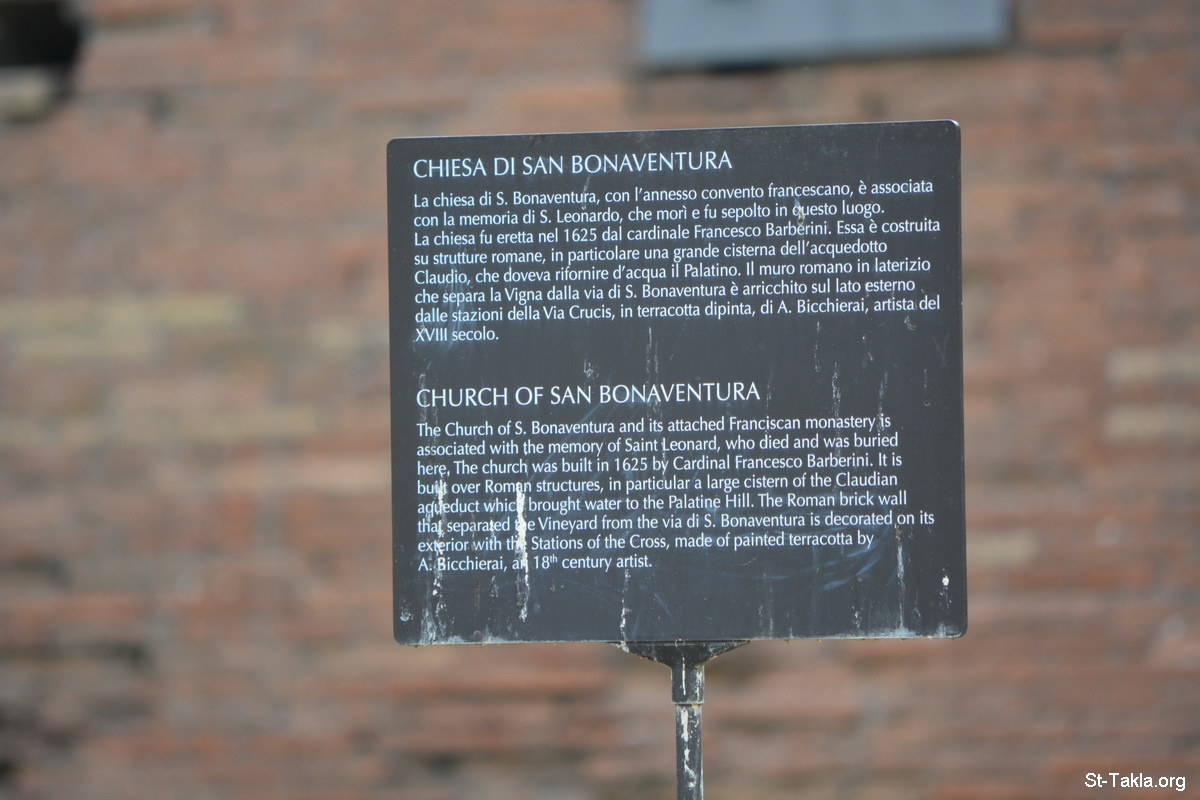 CHIESA DI SAN BONAVENTURA
La chiesa di S. Bonaventura, con l'annesso convento francescano, è associata
con la memoria di S. Leonardo, che morì e fu sepolto in questo luogo.
La chiesa fu eretta nel 1625 dal cardinale Francesco Barberini. Essa è costruita
su strutture romane, in particolare una grande cisterna dell'acquedotto
Claudio, che doveva rifornire d'acqua il Palatino. Il muro romano in laterizio
che separa la Vigna dalla via di S. Bonaventura è arricchito sul lato esterno
dalle stazioni della Via Crucis, in terracotta dipinta, di A. Bicchierai, artista del
XVIII secolo.
CHURCH OF SAN BONAVENTURA
The Church of S. Bonaventura and its attached Franciscan monastery is
associated with the memory of Saint Leonard, who died and was buried
here, The church was built in 1625 by Cardinal Francesco Barberini. It is
built over Roman structures, in particular a large cistern of the Claudian
aqueduct which brought water to the Palatine Hill. The Roman brick wall
that separated the Vineyard from the via di S. Bonaventura is decorated on its
exterior with the Stations of the Cross, made of painted terracotta by
A. Bicchierai, an 18th century artist.
St-Takla.org